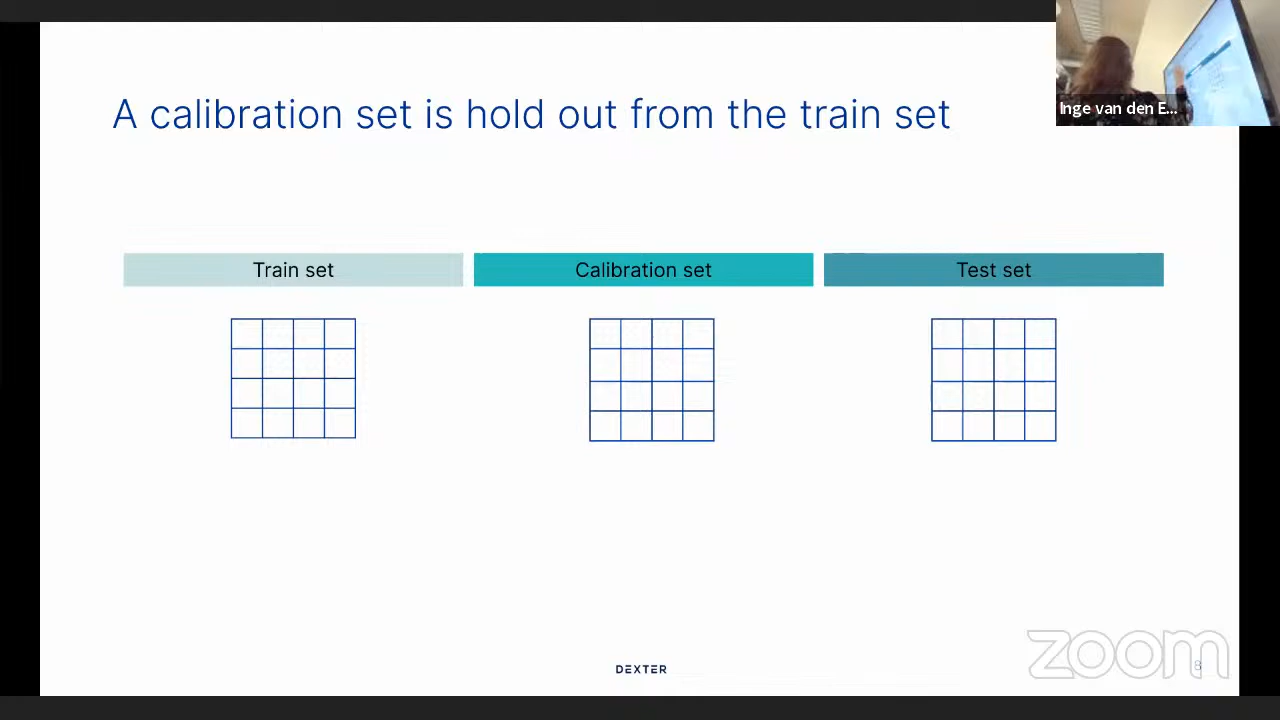 A calibration set is hold out from the train set
Inge van den E...
Train set
Calibration set
Test set
DEXTER
zoom
8